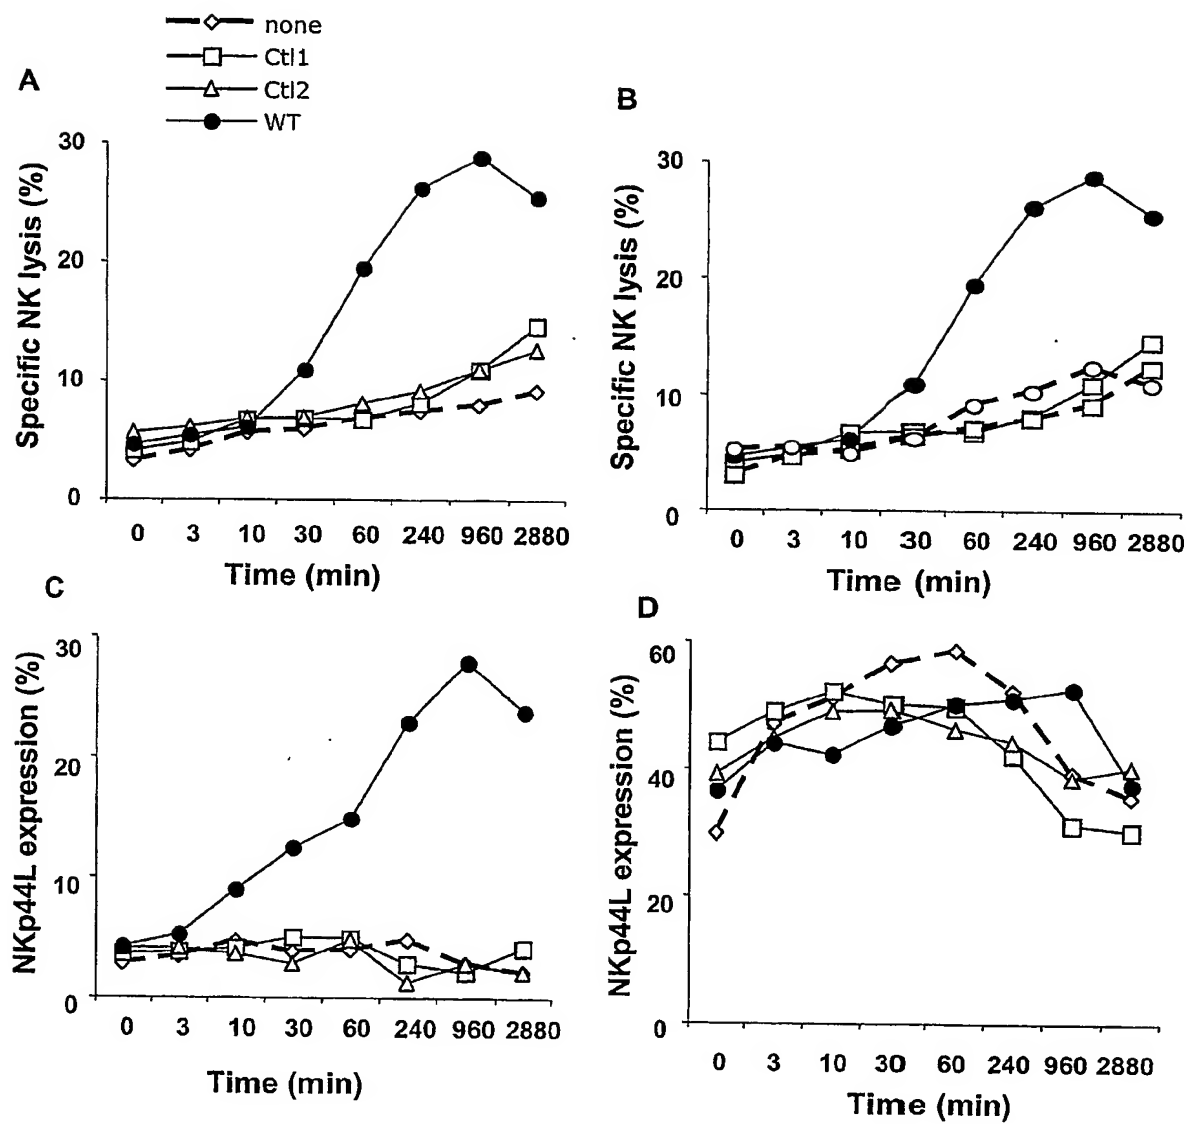 none
Ctl1
Ctl2
WT
A
Specific NK lysis (%)
30
20
10
0
0 3 10 30 60 240 960 2880
Time (min)
B
Specific NK lysis (%)
30
20
10
0
0 3 10 30 60 240 960 2880
Time (min)
C
NKp44L expression (%)
30
20
10
0
0 3 10 30 60 240 960 2880
Time (min)
D
NKp44L expression (%)
60
40
20
0
0 3 10 30 60 240 960 2880
Time (min)